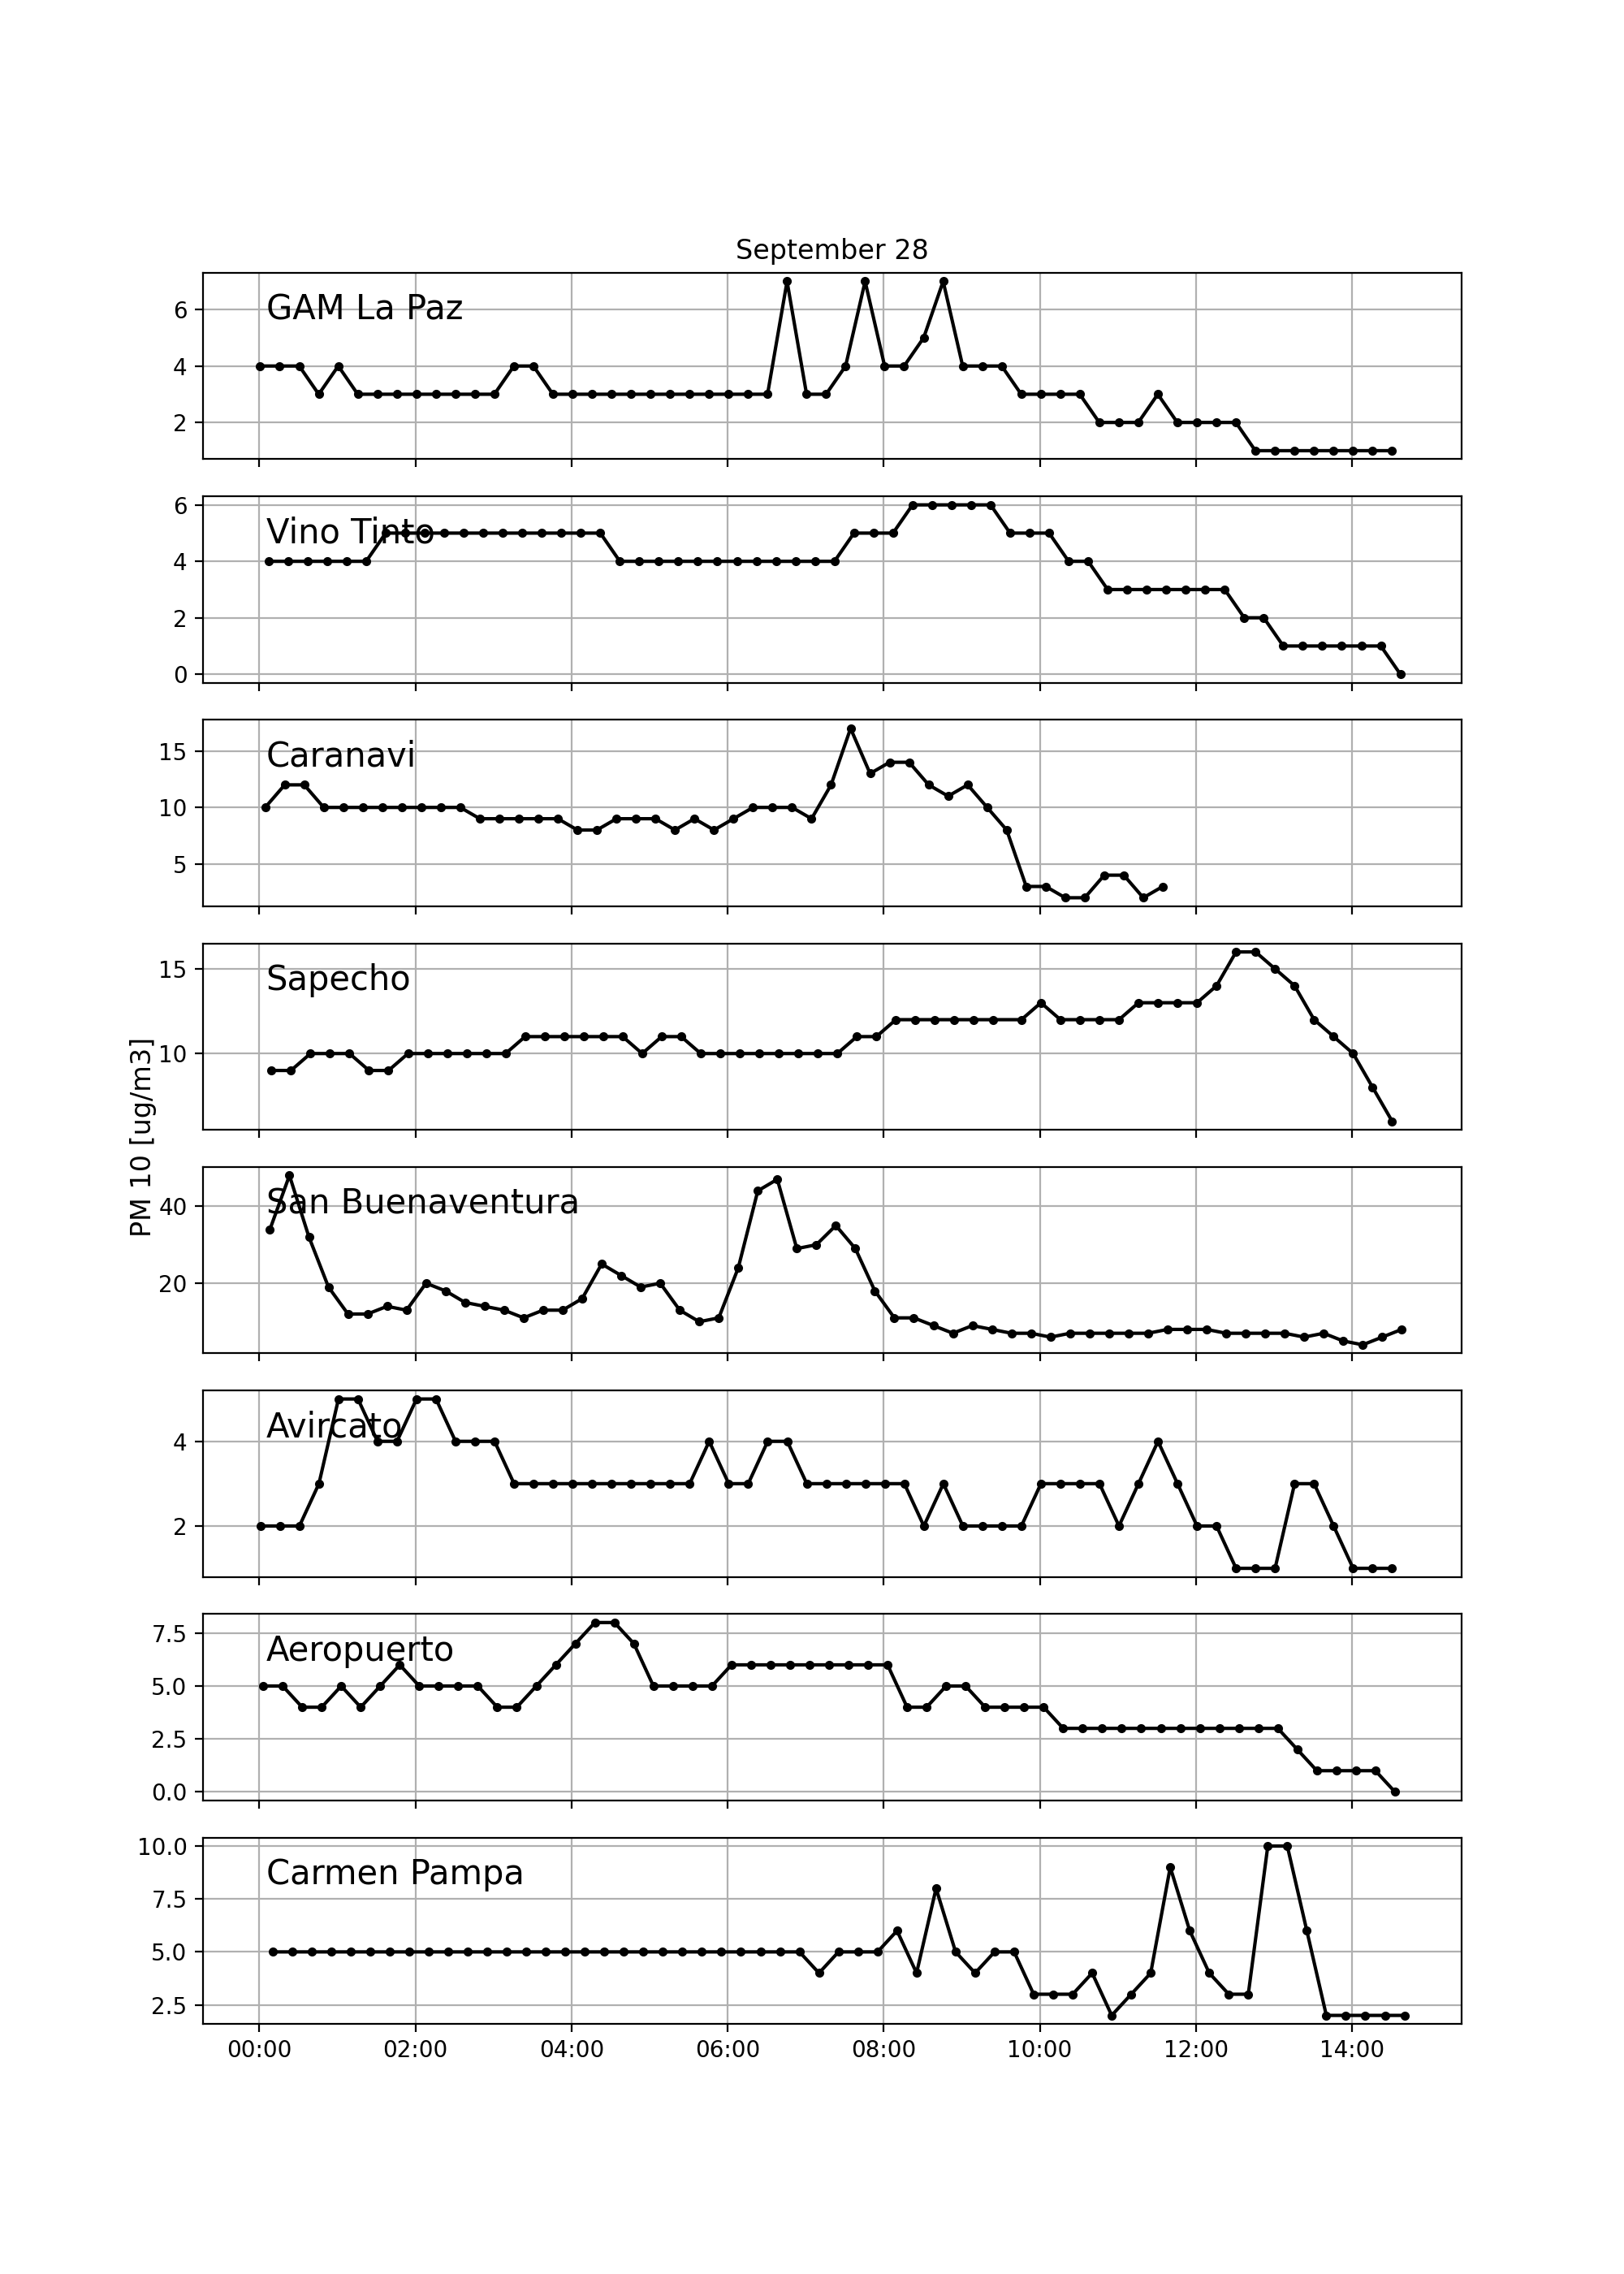 September 28
GAM La Paz
6
4
2
Vino Tinto
6
4
2
0
Caranavi
15
10
5
Sapecho
15
10
PM 10 [ug/m3]
San Buenaventura
40
20
Avircato
4
2
Aeropuerto
7.5
5.0
2.5
0.0
Carmen Pampa
10.0
7.5
5.0
2.5
00:00 02:00 04:00 06:00 08:00 10:00 12:00 14:00